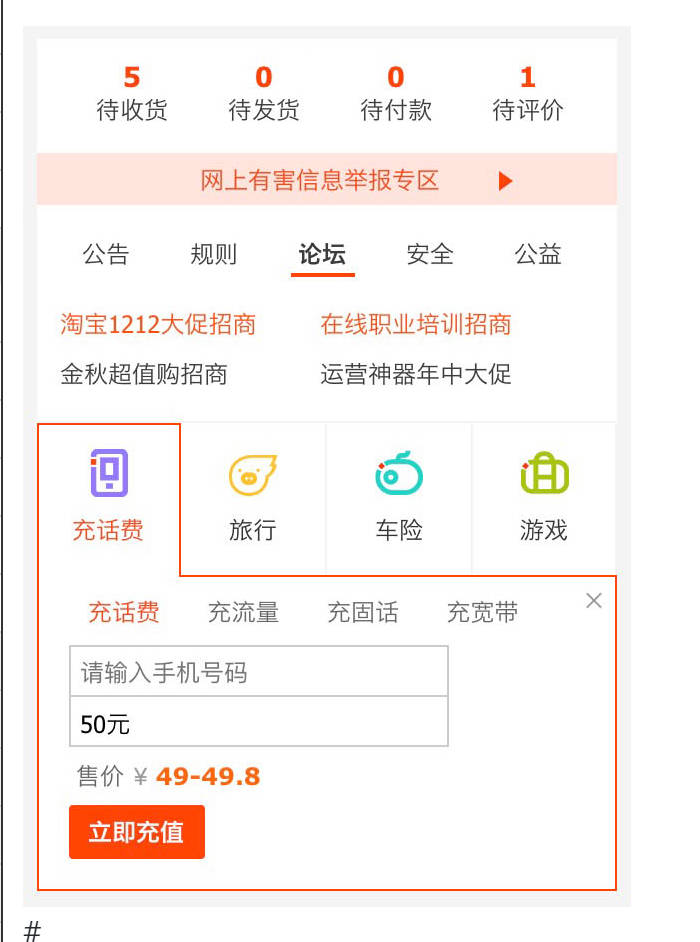 5 0 0 1
待收货 待发货 待付款 待评价
网上有害信息举报专区
公告 规则 论坛 安全 公益
淘宝1212大促招商 在线职业培训招商
金秋超值购招商 运营神器年中大促
充话费 旅行 车险 游戏
充话费 充流量 充固话 充宽带
请输入手机号码
50元
售价 ¥ 49-49.8
立即充值
#